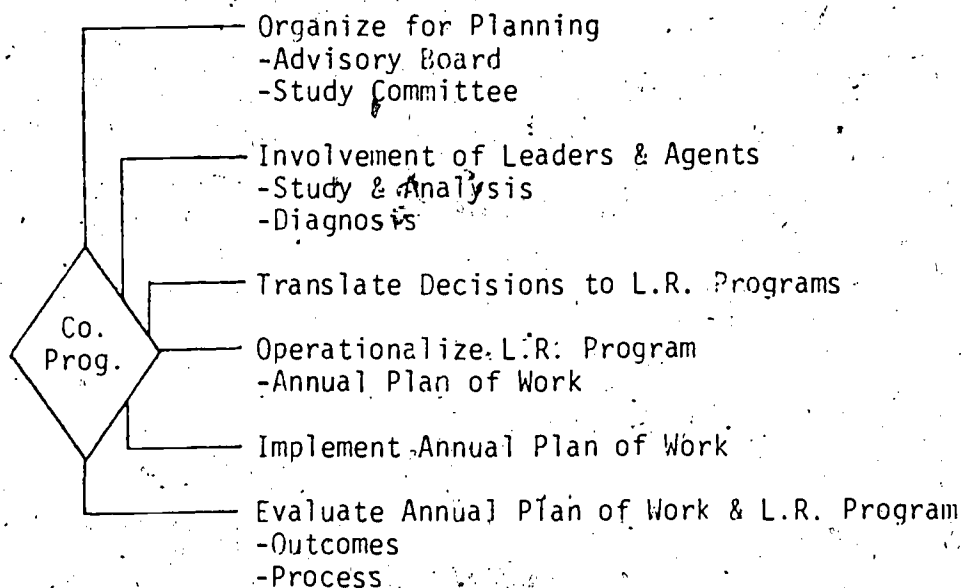 Organize for Planning
-Advisory Board
-Study Committee
Involvement of Leaders & Agents
-Study & Analysis
-Diagnosis
Translate Decisions to L.R. Programs
Co.
Prog.
Operationalize L.R. Program
-Annual Plan of Work
Implement Annual Plan of Work
Evaluate Annual Plan of Work & L.R. Program
-Outcomes
-Process